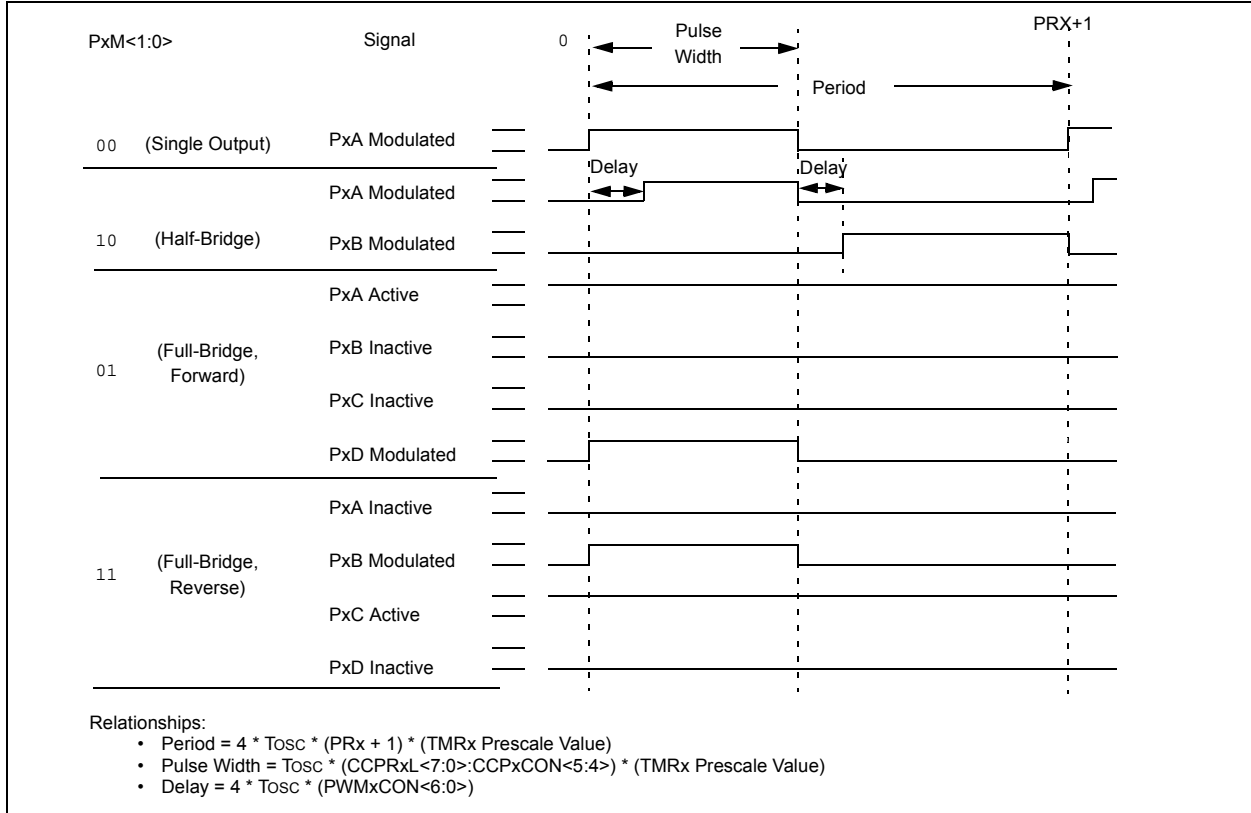 PxM<1:0> Signal 0 Pulse Width PRX+1
Period
00 (Single Output) PxA Modulated
Delay Delay
PxA Modulated
10 (Half-Bridge) PxB Modulated
PxA Active
PxB Inactive
01 (Full-Bridge, Forward)
PxC Inactive
PxD Modulated
PxA Inactive
PxB Modulated
11 (Full-Bridge, Reverse)
PxC Active
PxD Inactive
Relationships:
• Period = 4 * TOSC * (PRx + 1) * (TMRx Prescale Value)
• Pulse Width = TOSC * (CCPRxL<7:0>:CCPxCON<5:4>) * (TMRx Prescale Value)
• Delay = 4 * TOSC * (PWMxCON<6:0>)